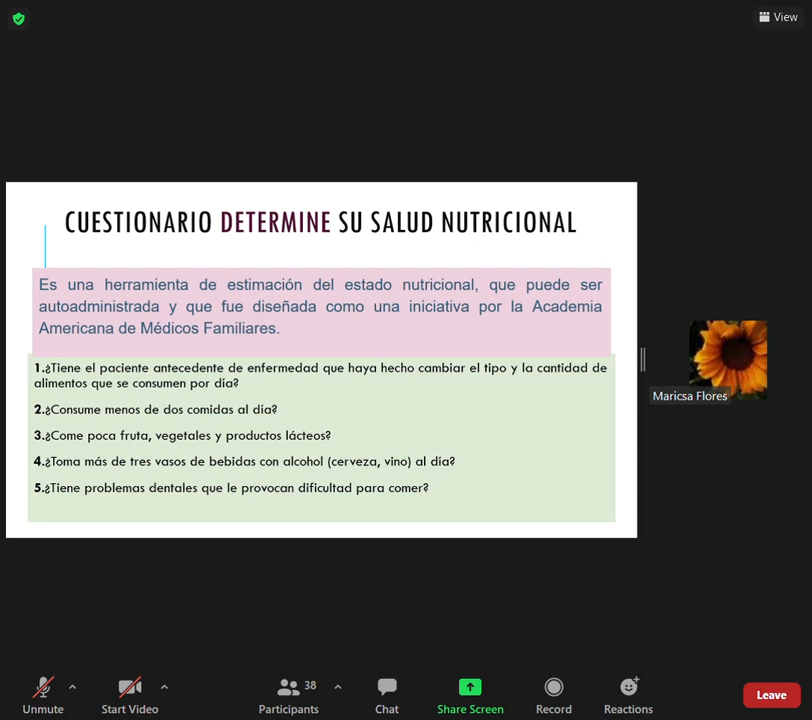 View
CUESTIONARIO DETERMINE SU SALUD NUTRICIONAL
Es una herramienta de estimación del estado nutricional, que puede ser
autoadministrada y que fue diseñada como una iniciativa por la Academia
Americana de Médicos Familiares.
1.¿Tiene el paciente antecedente de enfermedad que haya hecho cambiar el tipo y la cantidad de
alimentos que se consumen por día?
2.¿Consume menos de dos comidas al día?
3.¿Come poca fruta, vegetales y productos lácteos?
4.¿Toma más de tres vasos de bebidas con alcohol (cerveza, vino) al día?
5.¿Tiene problemas dentales que le provocan dificultad para comer?
Maricsa Flores
38
Unmute Start Video Participants Chat Share Screen Record Reactions Leave